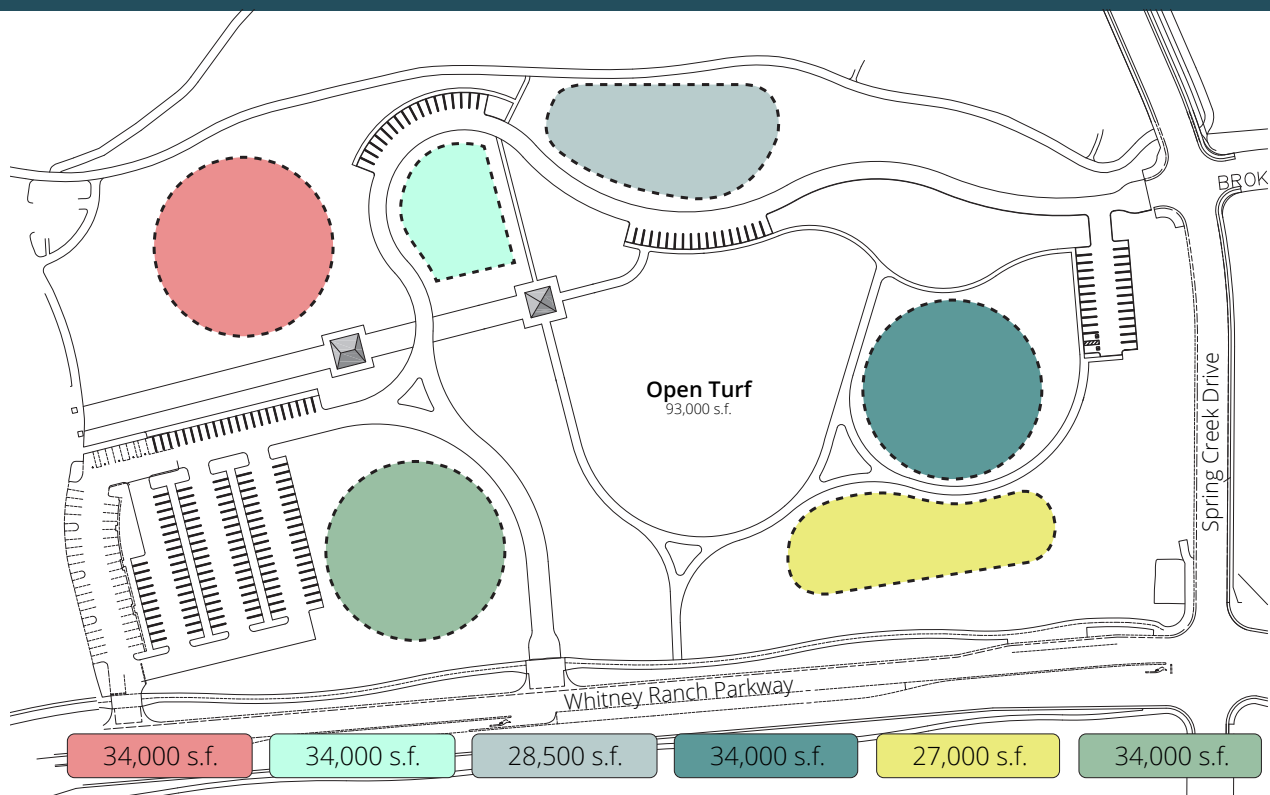 BROK
Open Turf
93,000 s.f.
Spring Creek Drive
Whitney Ranch Parkway
34,000 s.f.
34,000 s.f.
28,500 s.f.
34,000 s.f.
27,000 s.f.
34,000 s.f.